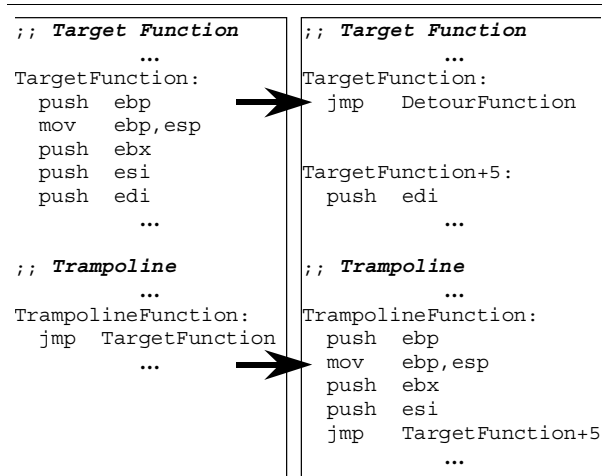 ;; Target Function
...
TargetFunction:
push ebp
mov ebp,esp
push ebx
push esi
push edi
...
;; Trampoline
...
TrampolineFunction:
jmp TargetFunction
...
;; Target Function
...
TargetFunction:
jmp DetourFunction
TargetFunction+5:
push edi
...
;; Trampoline
...
TrampolineFunction:
push ebp
mov ebp,esp
push ebx
push esi
jmp TargetFunction+5
...